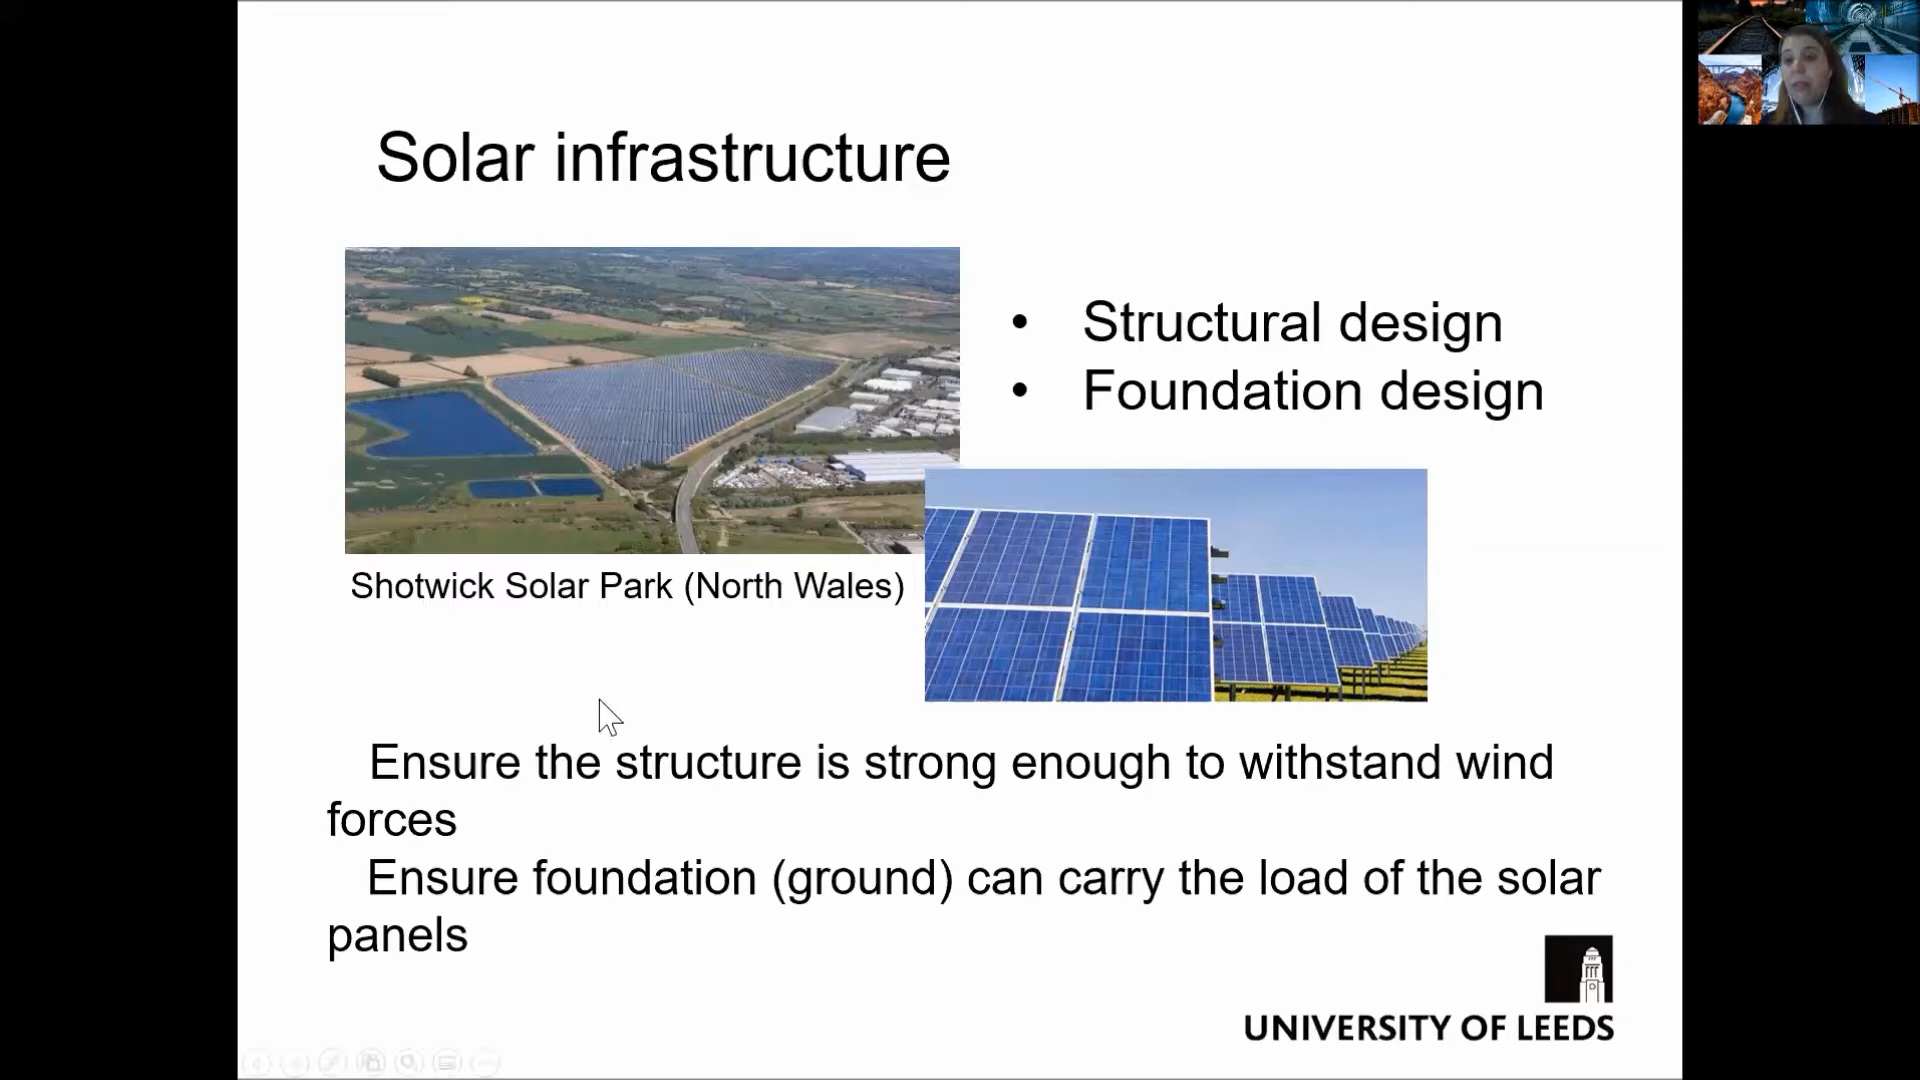 Solar infrastructure
• Structural design
• Foundation design
Shotwick Solar Park (North Wales)
Ensure the structure is strong enough to withstand wind
forces
Ensure foundation (ground) can carry the load of the solar
panels
UNIVERSITY OF LEEDS